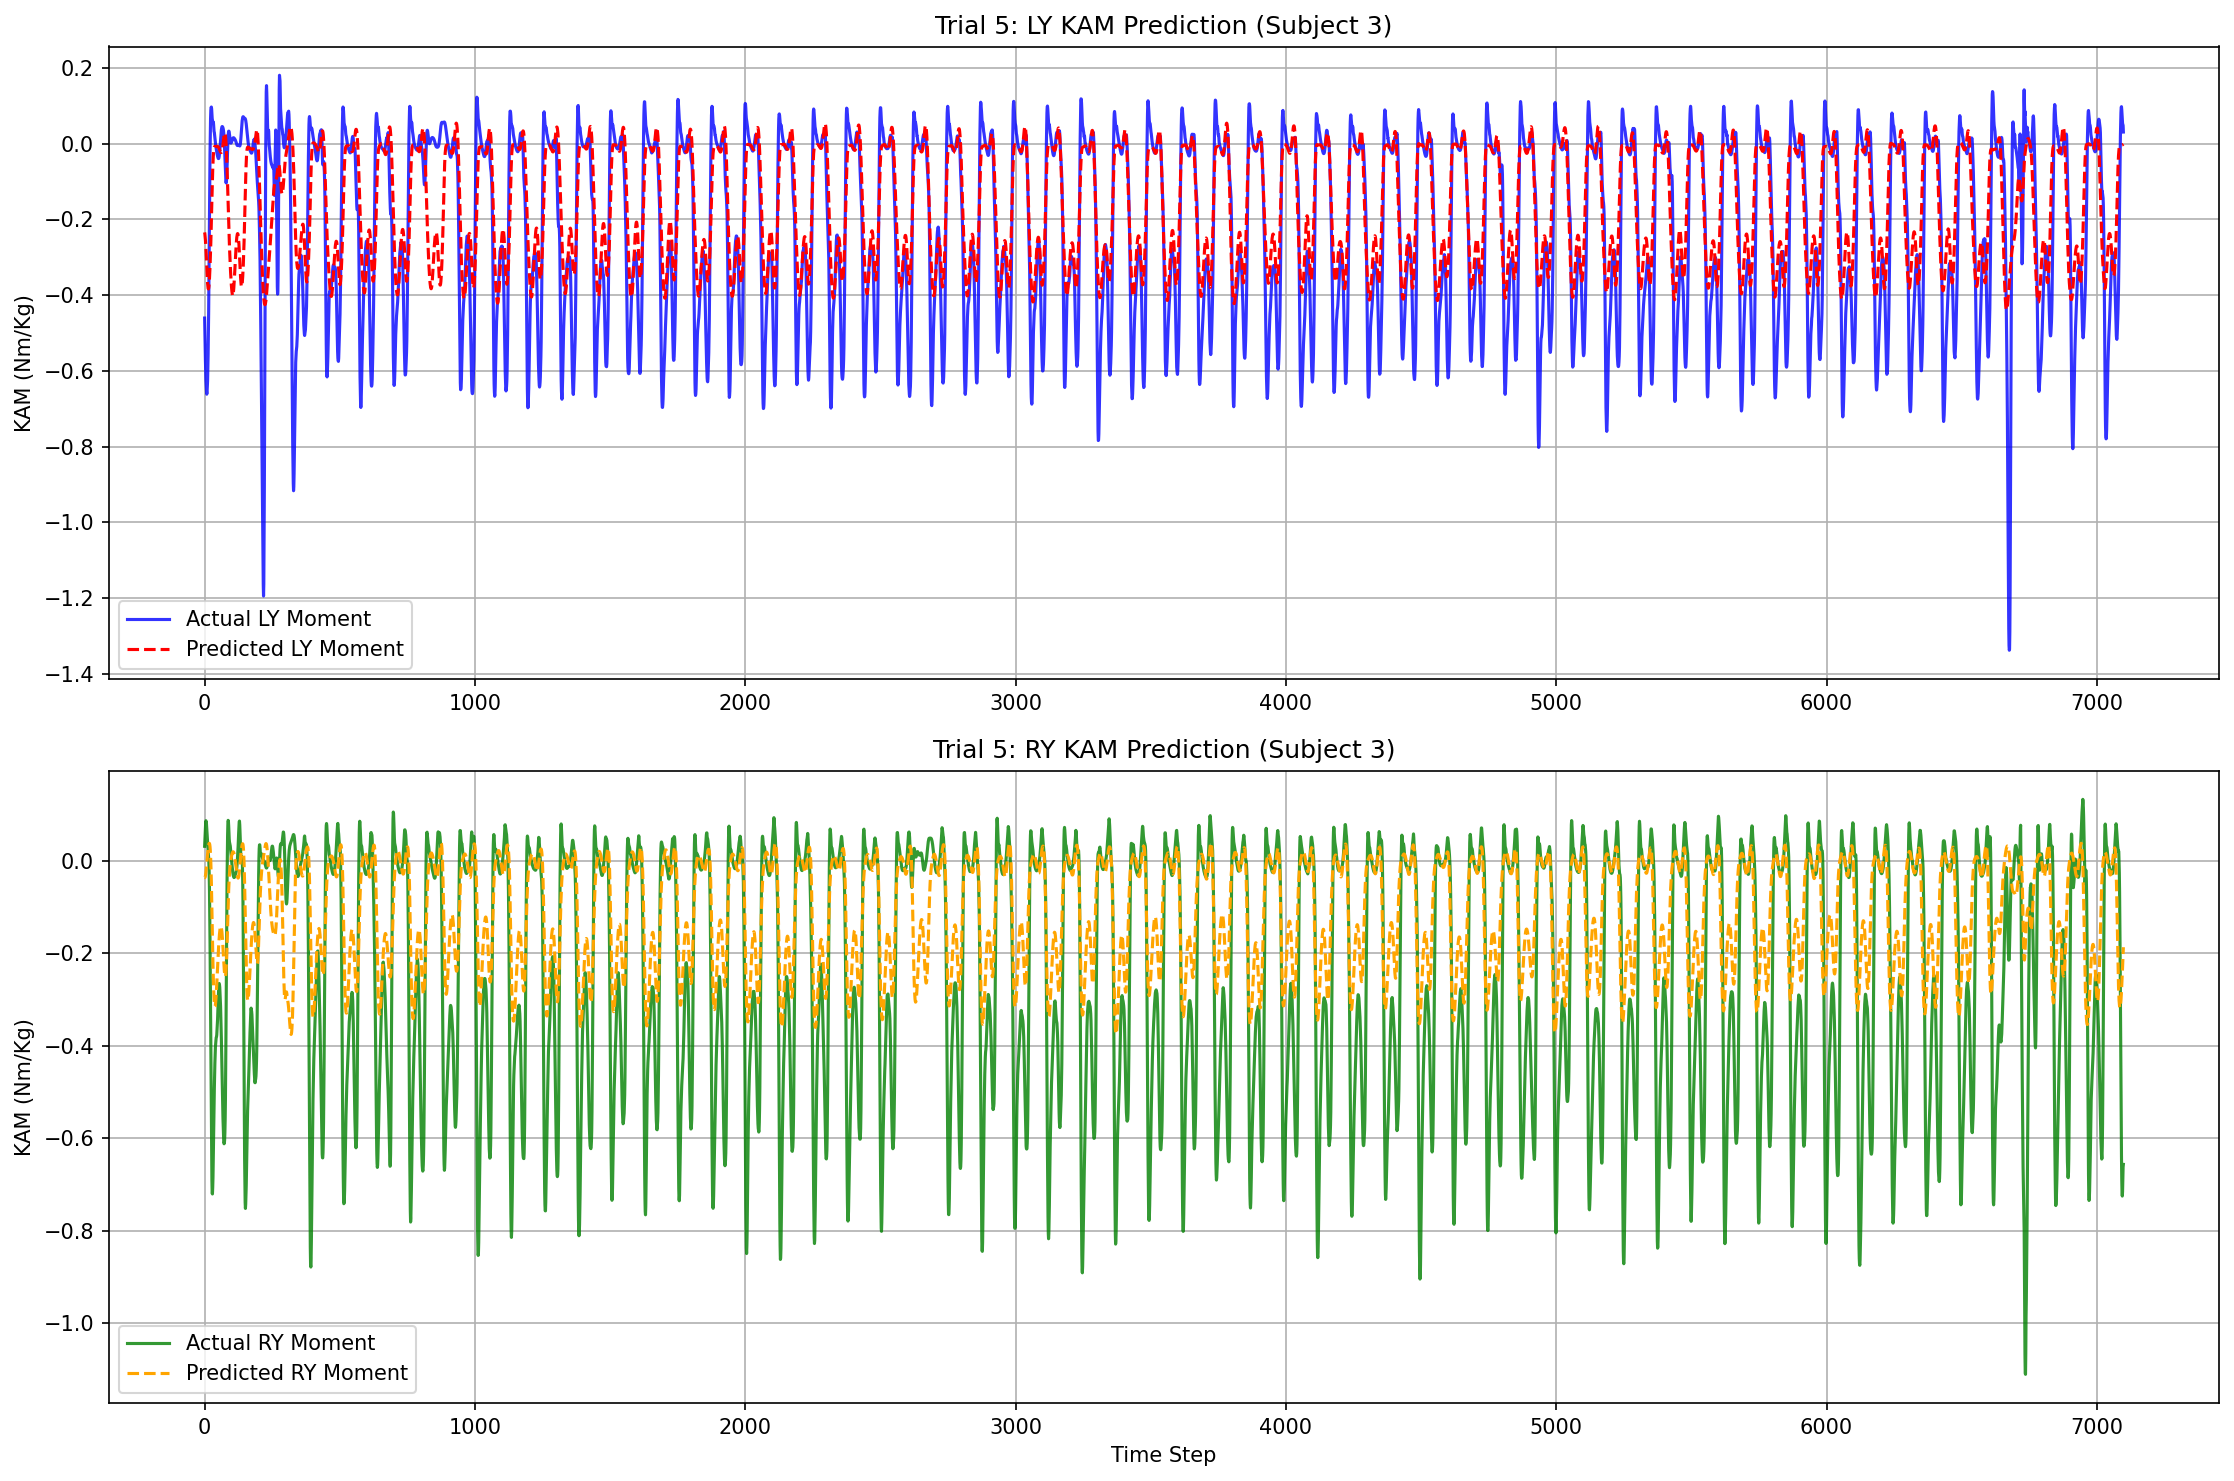 Trial 5: LY KAM Prediction (Subject 3)
KAM (Nm/Kg)
0.2
0.0
−0.2
−0.4
−0.6
−0.8
−1.0
−1.2
−1.4
Actual LY Moment
Predicted LY Moment
0 1000 2000 3000 4000 5000 6000 7000
Trial 5: RY KAM Prediction (Subject 3)
KAM (Nm/Kg)
0.0
−0.2
−0.4
−0.6
−0.8
−1.0
Actual RY Moment
Predicted RY Moment
0 1000 2000 3000 4000 5000 6000 7000
Time Step